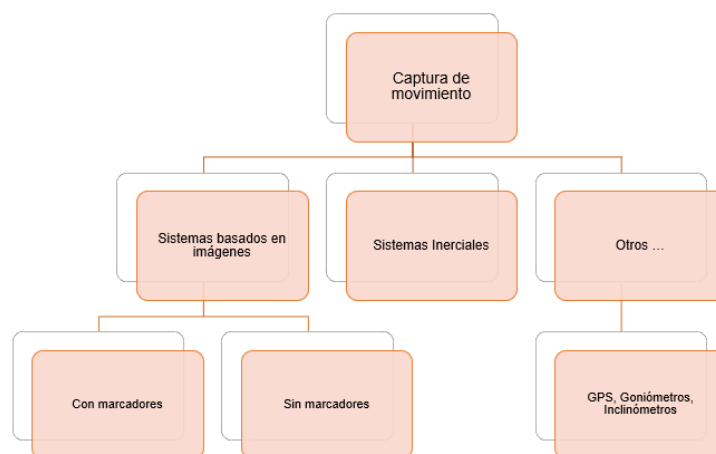 Captura de
movimiento
Sistemas basados en
imágenes
Sistemas Inerciales
Otros ...
Con marcadores
Sin marcadores
GPS, Goniómetros,
Inclinómetros